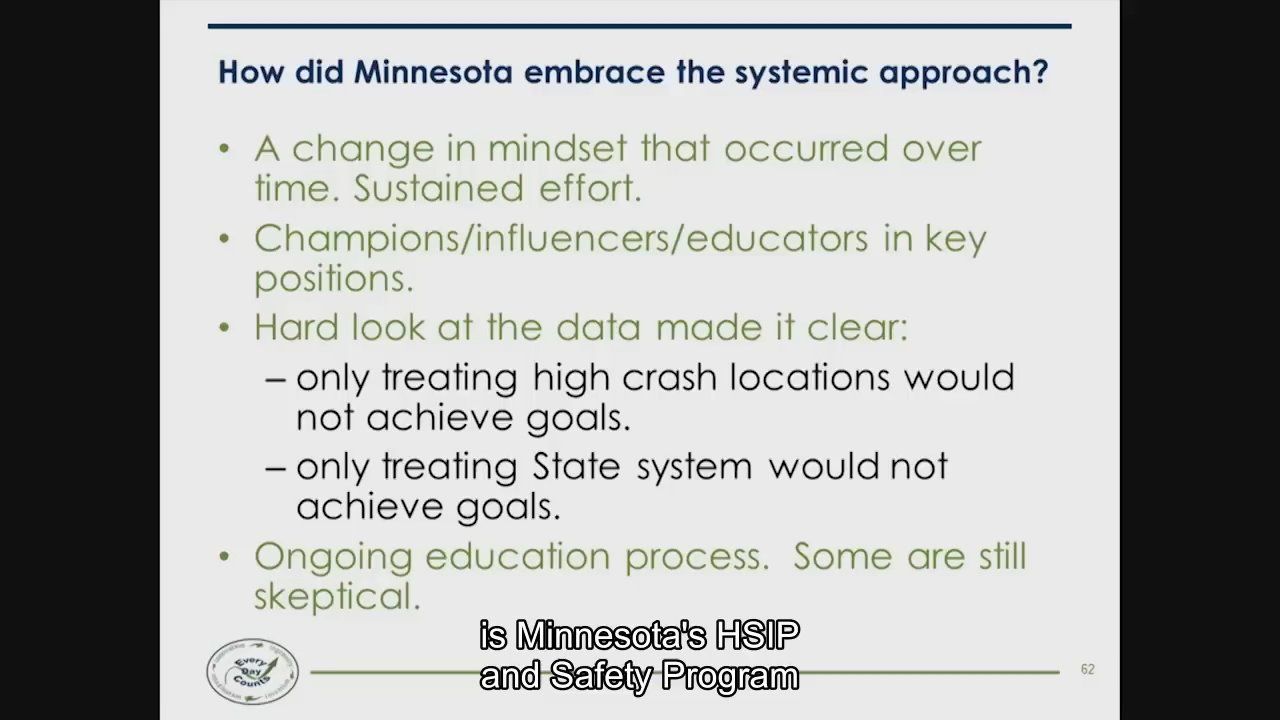 How did Minnesota embrace the systemic approach?
• A change in mindset that occurred over
time. Sustained effort.
• Champions/influencers/educators in key
positions.
• Hard look at the data made it clear:
– only treating high crash locations would
not achieve goals.
– only treating State system would not
achieve goals.
• Ongoing education process.  Some are still
skeptical.
is Minnesota's HSIP
and Safety Program
Every
Day
Counts
62